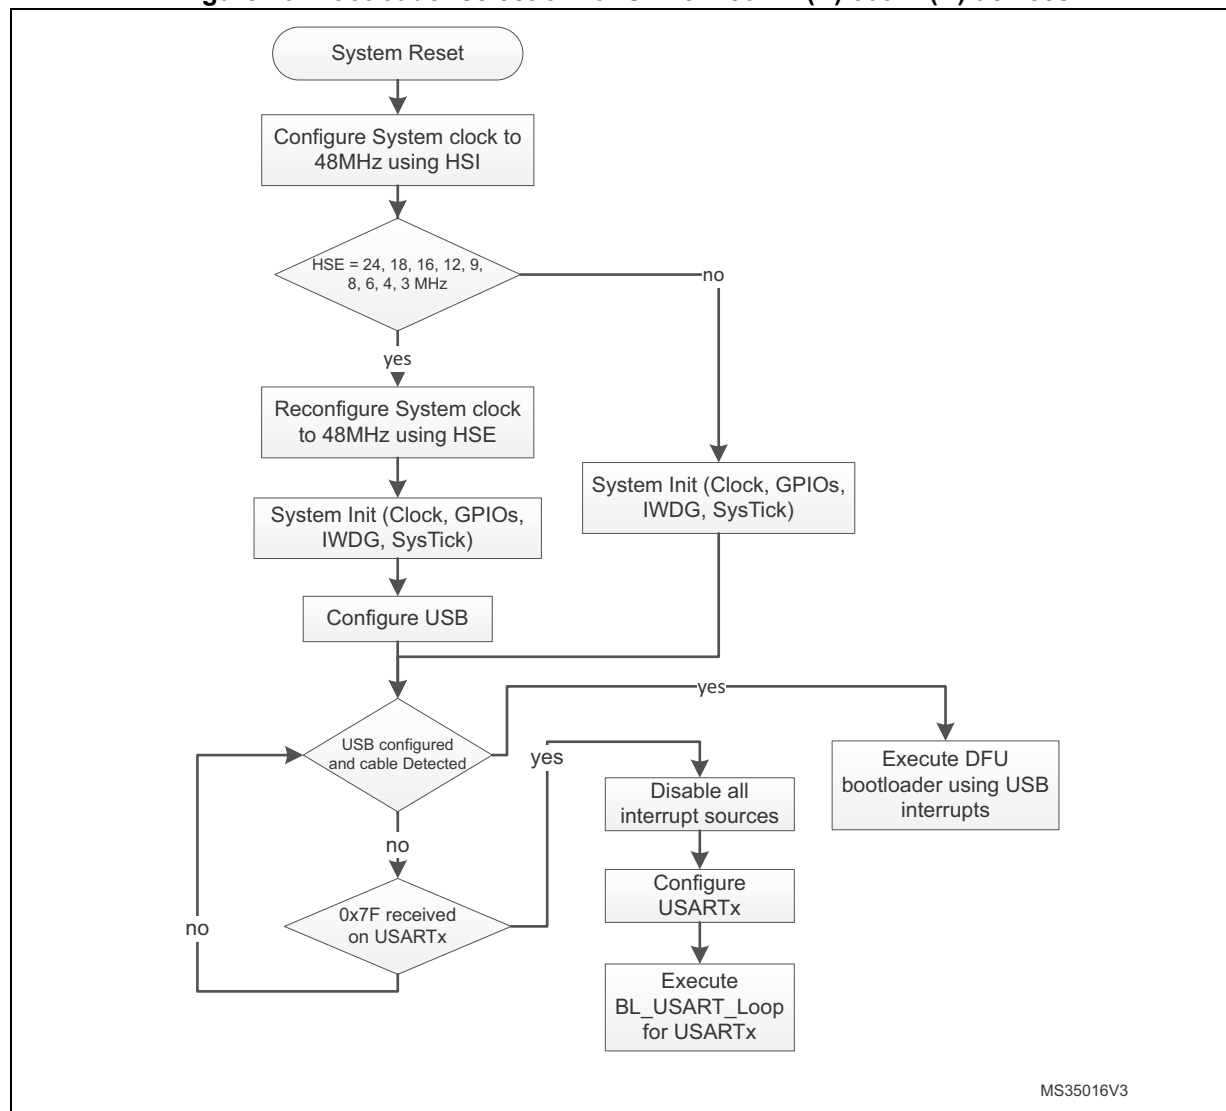 System Reset
Configure System clock to
48MHz using HSI
HSE = 24, 18, 16, 12, 9,
8, 6, 4, 3 MHz
no
yes
Reconfigure System clock
to 48MHz using HSE
System Init (Clock, GPIOs,
IWDG, SysTick)
System Init (Clock, GPIOs,
IWDG, SysTick)
Configure USB
yes
USB configured
and cable Detected
yes
Execute DFU
bootloader using USB
interrupts
Disable all
interrupt sources
no
Configure
USARTx
0x7F received
on USARTx
no
Execute
BL_USART_Loop
for USARTx
MS35016V3